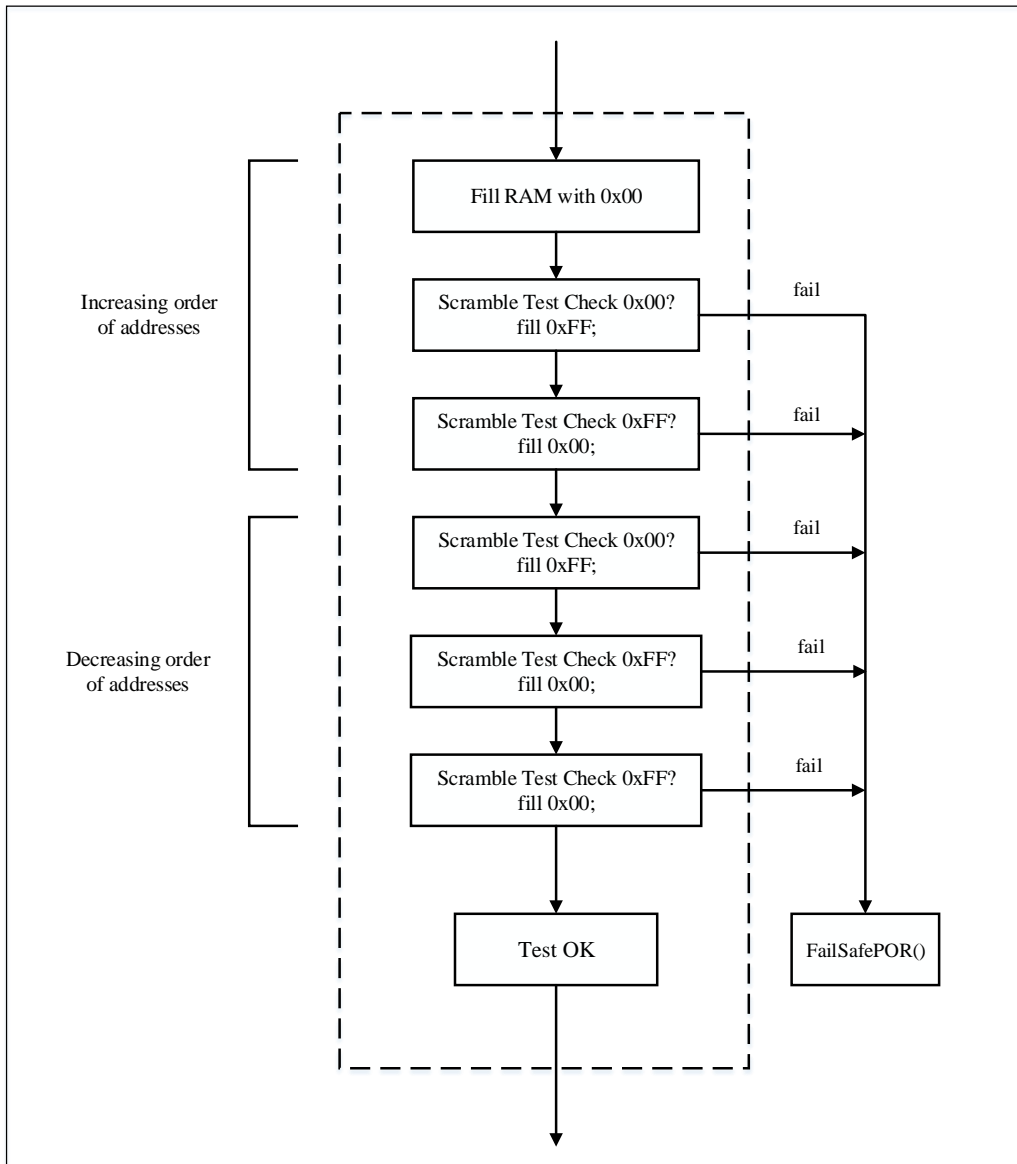 Fill RAM with 0x00
Increasing order
of addresses
Scramble Test Check 0x00?
fill 0xFF;
fail
Scramble Test Check 0xFF?
fill 0x00;
fail
Decreasing order
of addresses
Scramble Test Check 0x00?
fill 0xFF;
fail
Scramble Test Check 0xFF?
fill 0x00;
fail
Scramble Test Check 0xFF?
fill 0x00;
fail
Test OK
FailSafePOR()